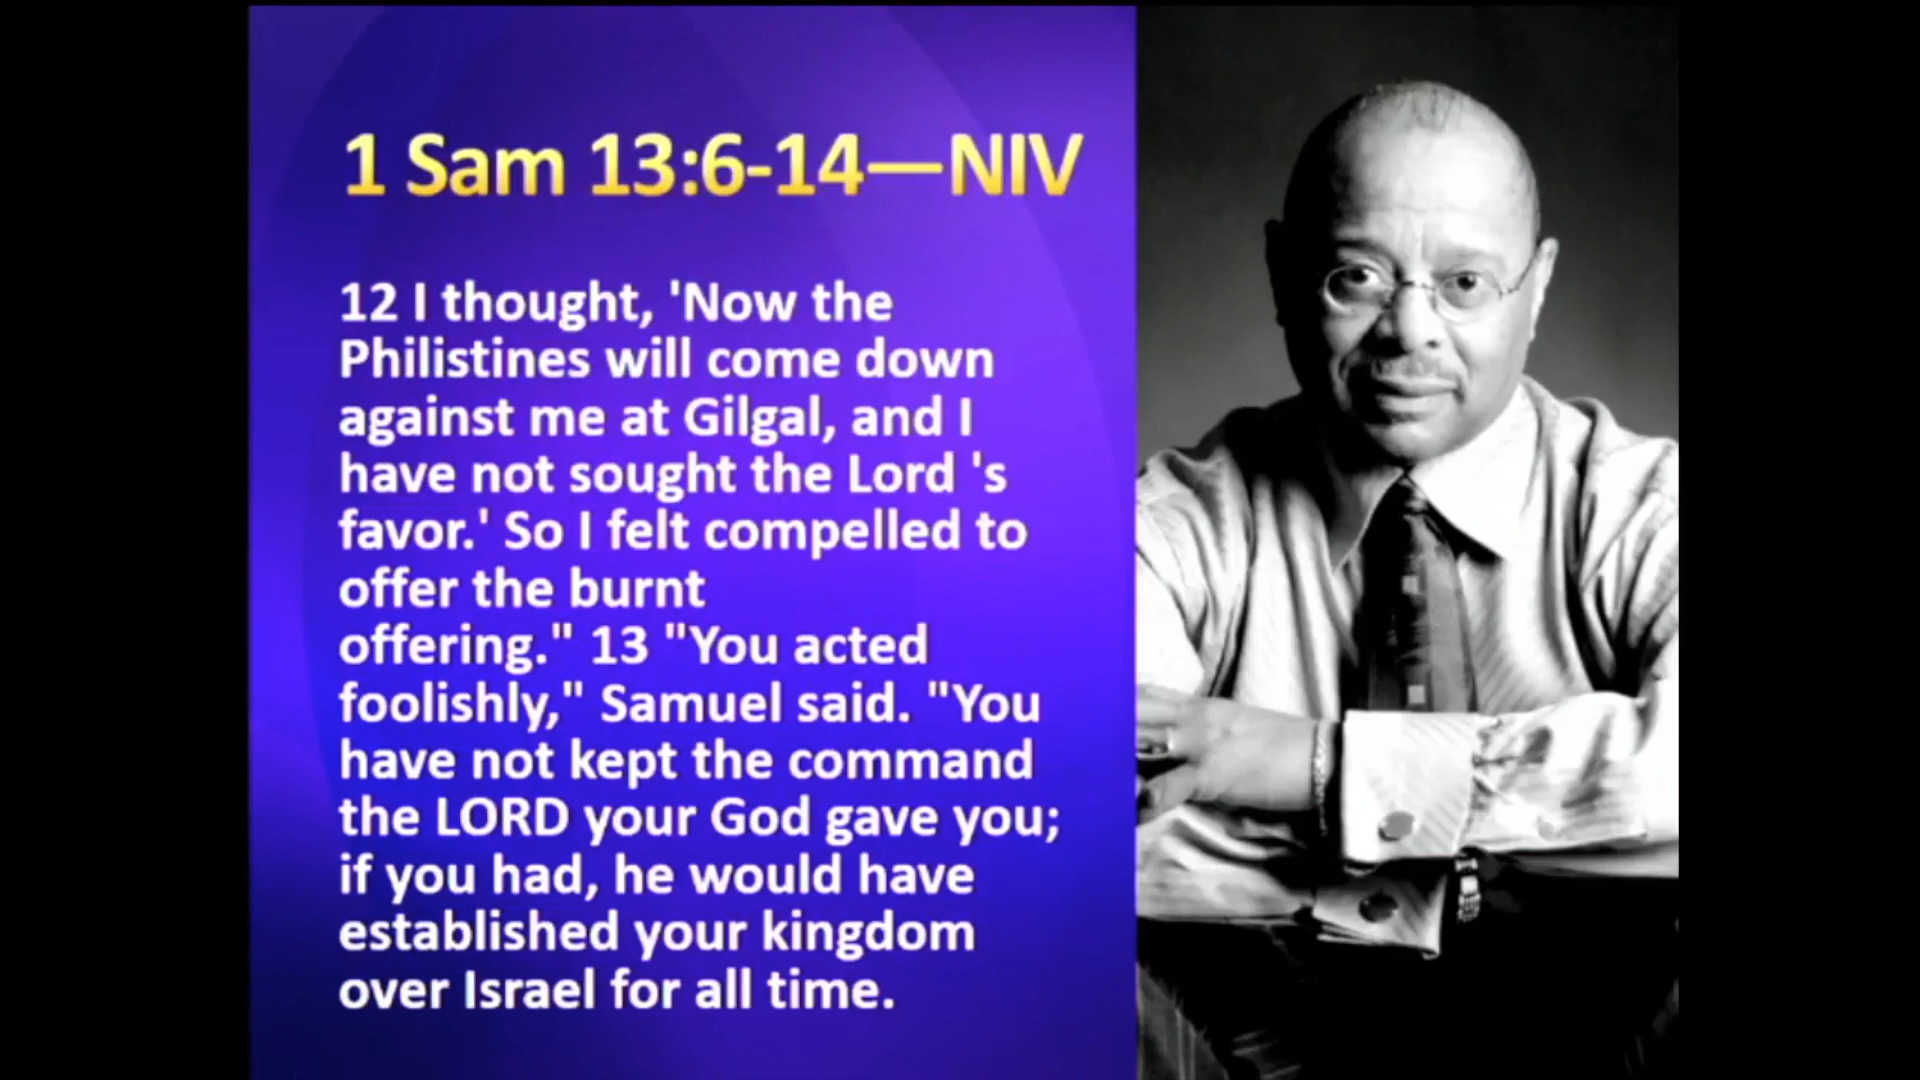 1 Sam 13:6-14—NIV
12 I thought, 'Now the
Philistines will come down
against me at Gilgal, and I
have not sought the Lord 's
favor.' So I felt compelled to
offer the burnt
offering." 13 "You acted
foolishly," Samuel said. "You
have not kept the command
the LORD your God gave you;
if you had, he would have
established your kingdom
over Israel for all time.